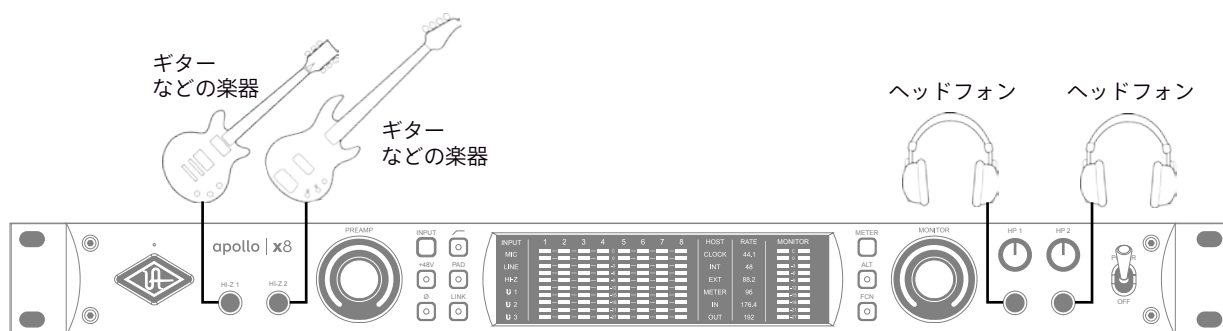 ギター
などの楽器
ギター
などの楽器
ヘッドフォン
ヘッドフォン
apollo | x8
HI-Z 1
HI-Z 2
PREAMP
INPUT
+48V
PAD
Ø
LINK
INPUT 1 2 3 4 5 6 7 8 HOST RATE MONITOR
MIC CLOCK 44.1
LINE INT 48
HI-Z EXT 88.2
U 1 METER 96
U 2 IN 176.4
U 3 OUT 192
METER
ALT
FCN
MONITOR
HP 1
HP 2
OFF